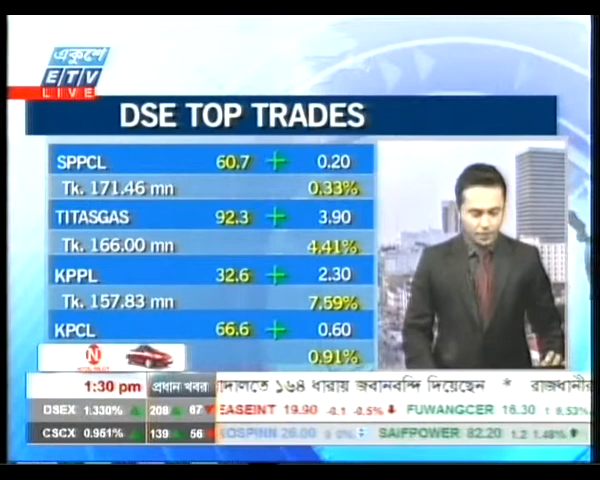 একুশে
ETV
LIVE
DSE TOP TRADES
SPPCL 60.7 + 0.20
Tk. 171.46 mn 0.33%
TITASGAS 92.3 + 3.90
Tk. 166.00 mn 4.41%
KPPL 32.6 + 2.30
Tk. 157.83 mn 7.59%
KPCL 66.6 + 0.60
0.91%
N
1:30 pm প্রধান খবর ১৬৪ ধারায় জবানবন্দি দিয়েছেন * রাজধানীর
DSEX 1.330% 208 67 EASEINT 19.90 -0.1 -0.5% FUWANGCER 16.30
CSCX 0.951% 139 56 OSPINN 26.00 SAIFPOWER 82.20 1.2 1.48%